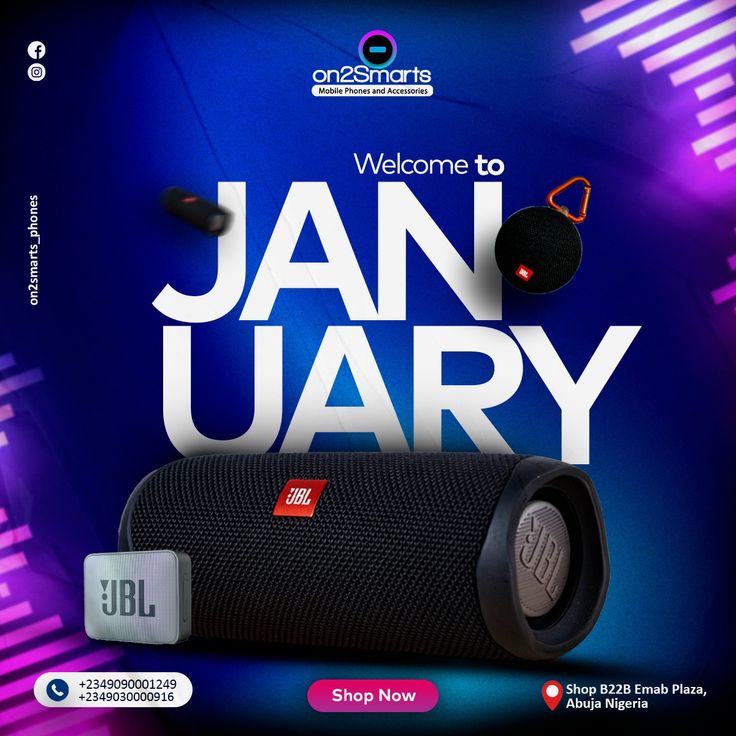 on2Smarts
Mobile Phones and Accessories
on2smarts_phones
Welcome to
JAN
UARY
JBL
JBL
JBL
JBL
+2349090001249
+2349030000916
Shop Now
Shop B22B Emab Plaza,
Abuja Nigeria